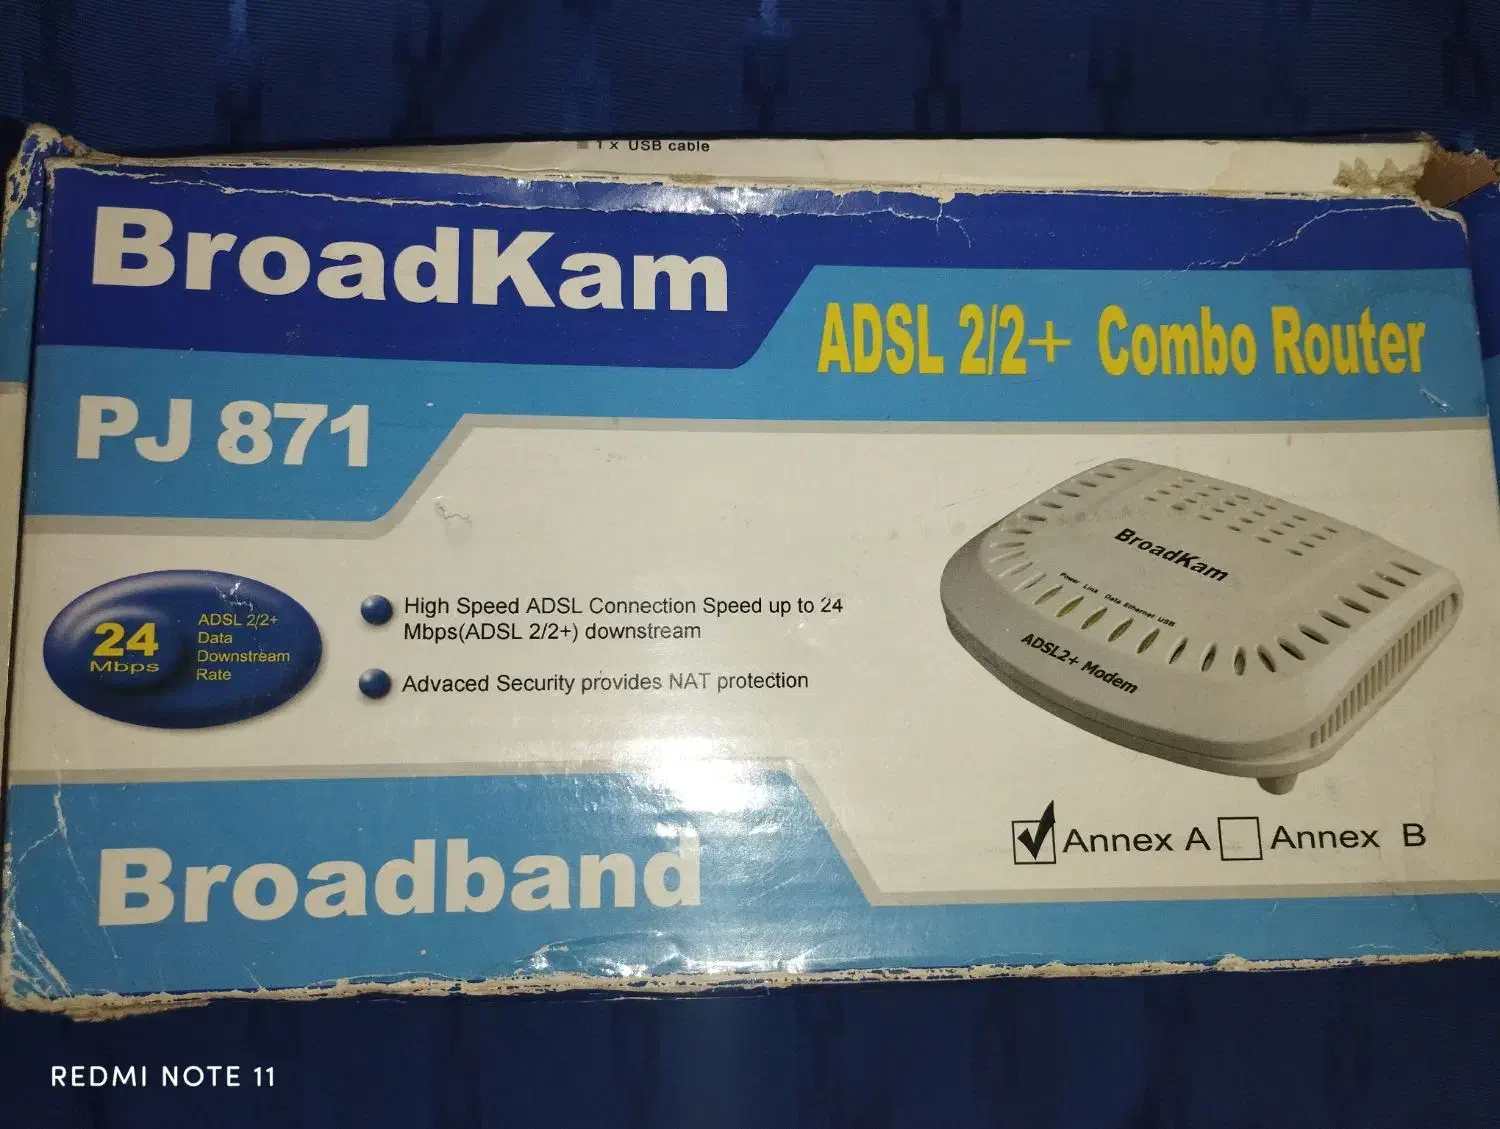 1 x USB cable
BroadKam
ADSL 2/2+ Combo Router
PJ 871
24
Mbps
ADSL 2/2+
Data
Downstream
Rate
High Speed ADSL Connection Speed up to 24
Mbps(ADSL 2/2+) downstream
Advaced Security provides NAT protection
BroadKam
Power Link Data Ethernet USB
ADSL2+ Modem
Annex A Annex B
Broadband
REDMI NOTE 11